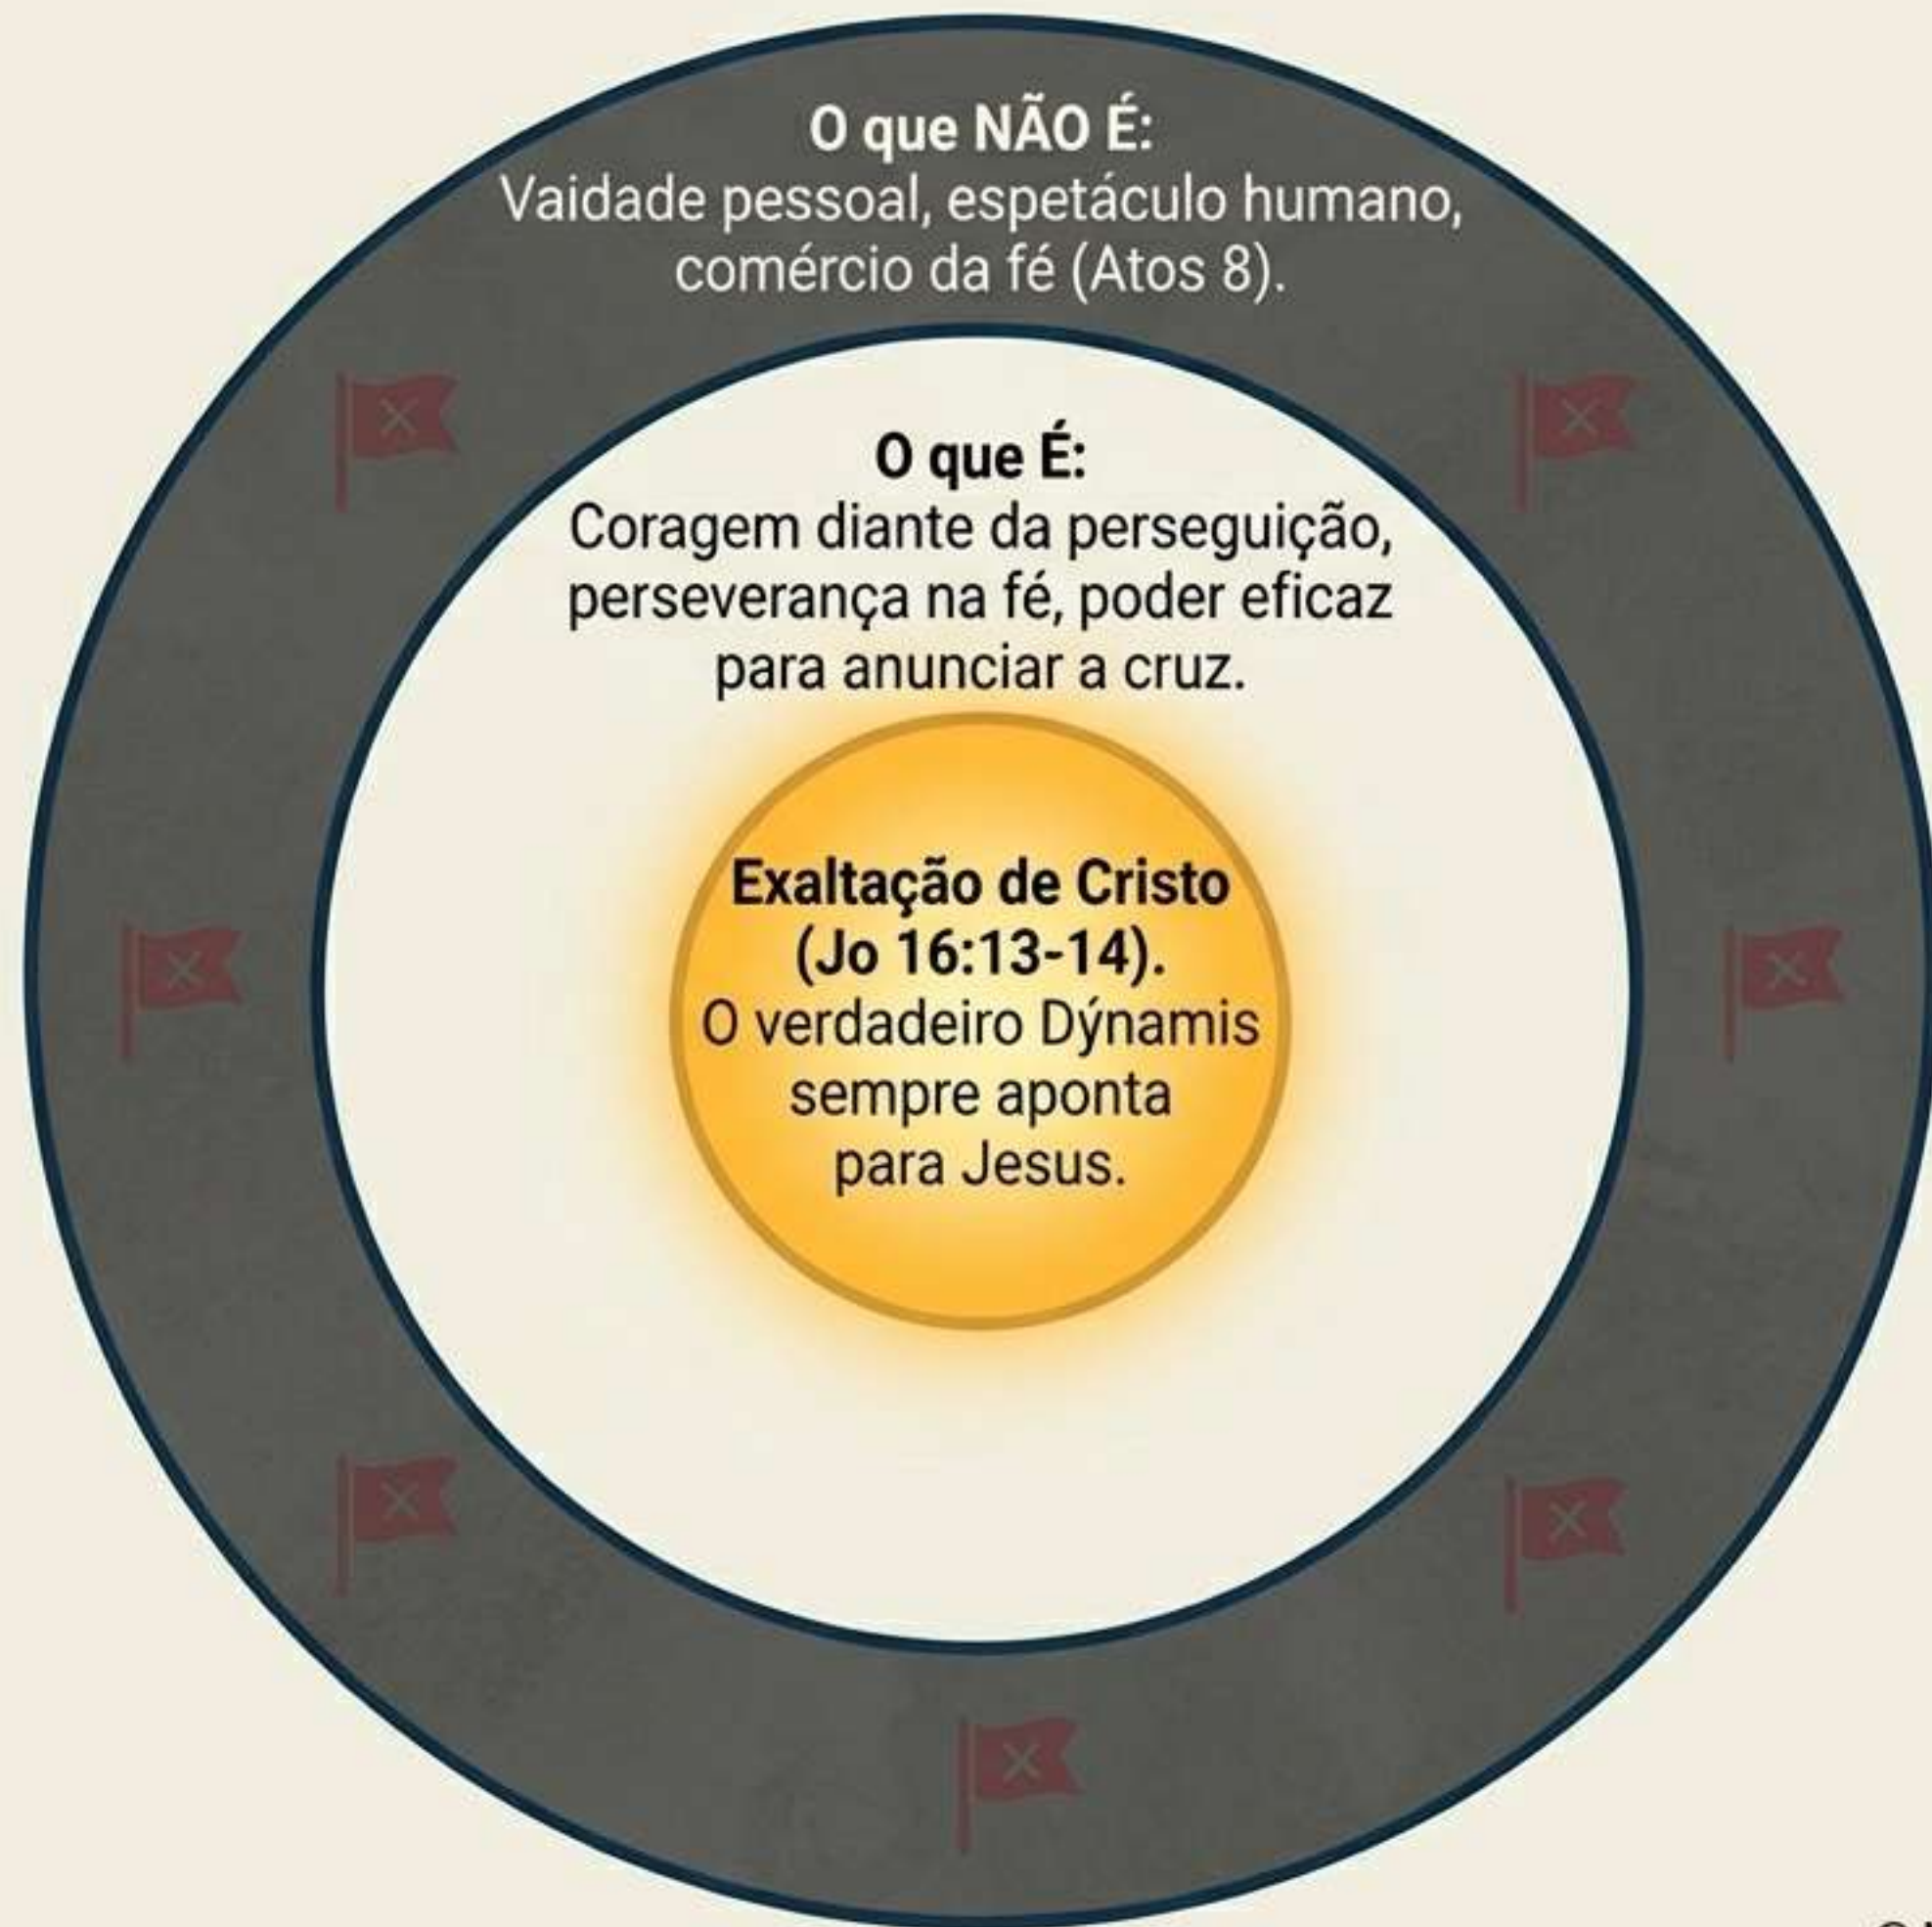 O que NÃO É:
Vaidade pessoal, espetáculo humano,
comércio da fé (Atos 8).
O que É:
Coragem diante da perseguição,
perseverança na fé, poder eficaz
para anunciar a cruz.
Exaltação de Cristo
(Jo 16:13-14).
O verdadeiro Dýnamis
sempre aponta
para Jesus.